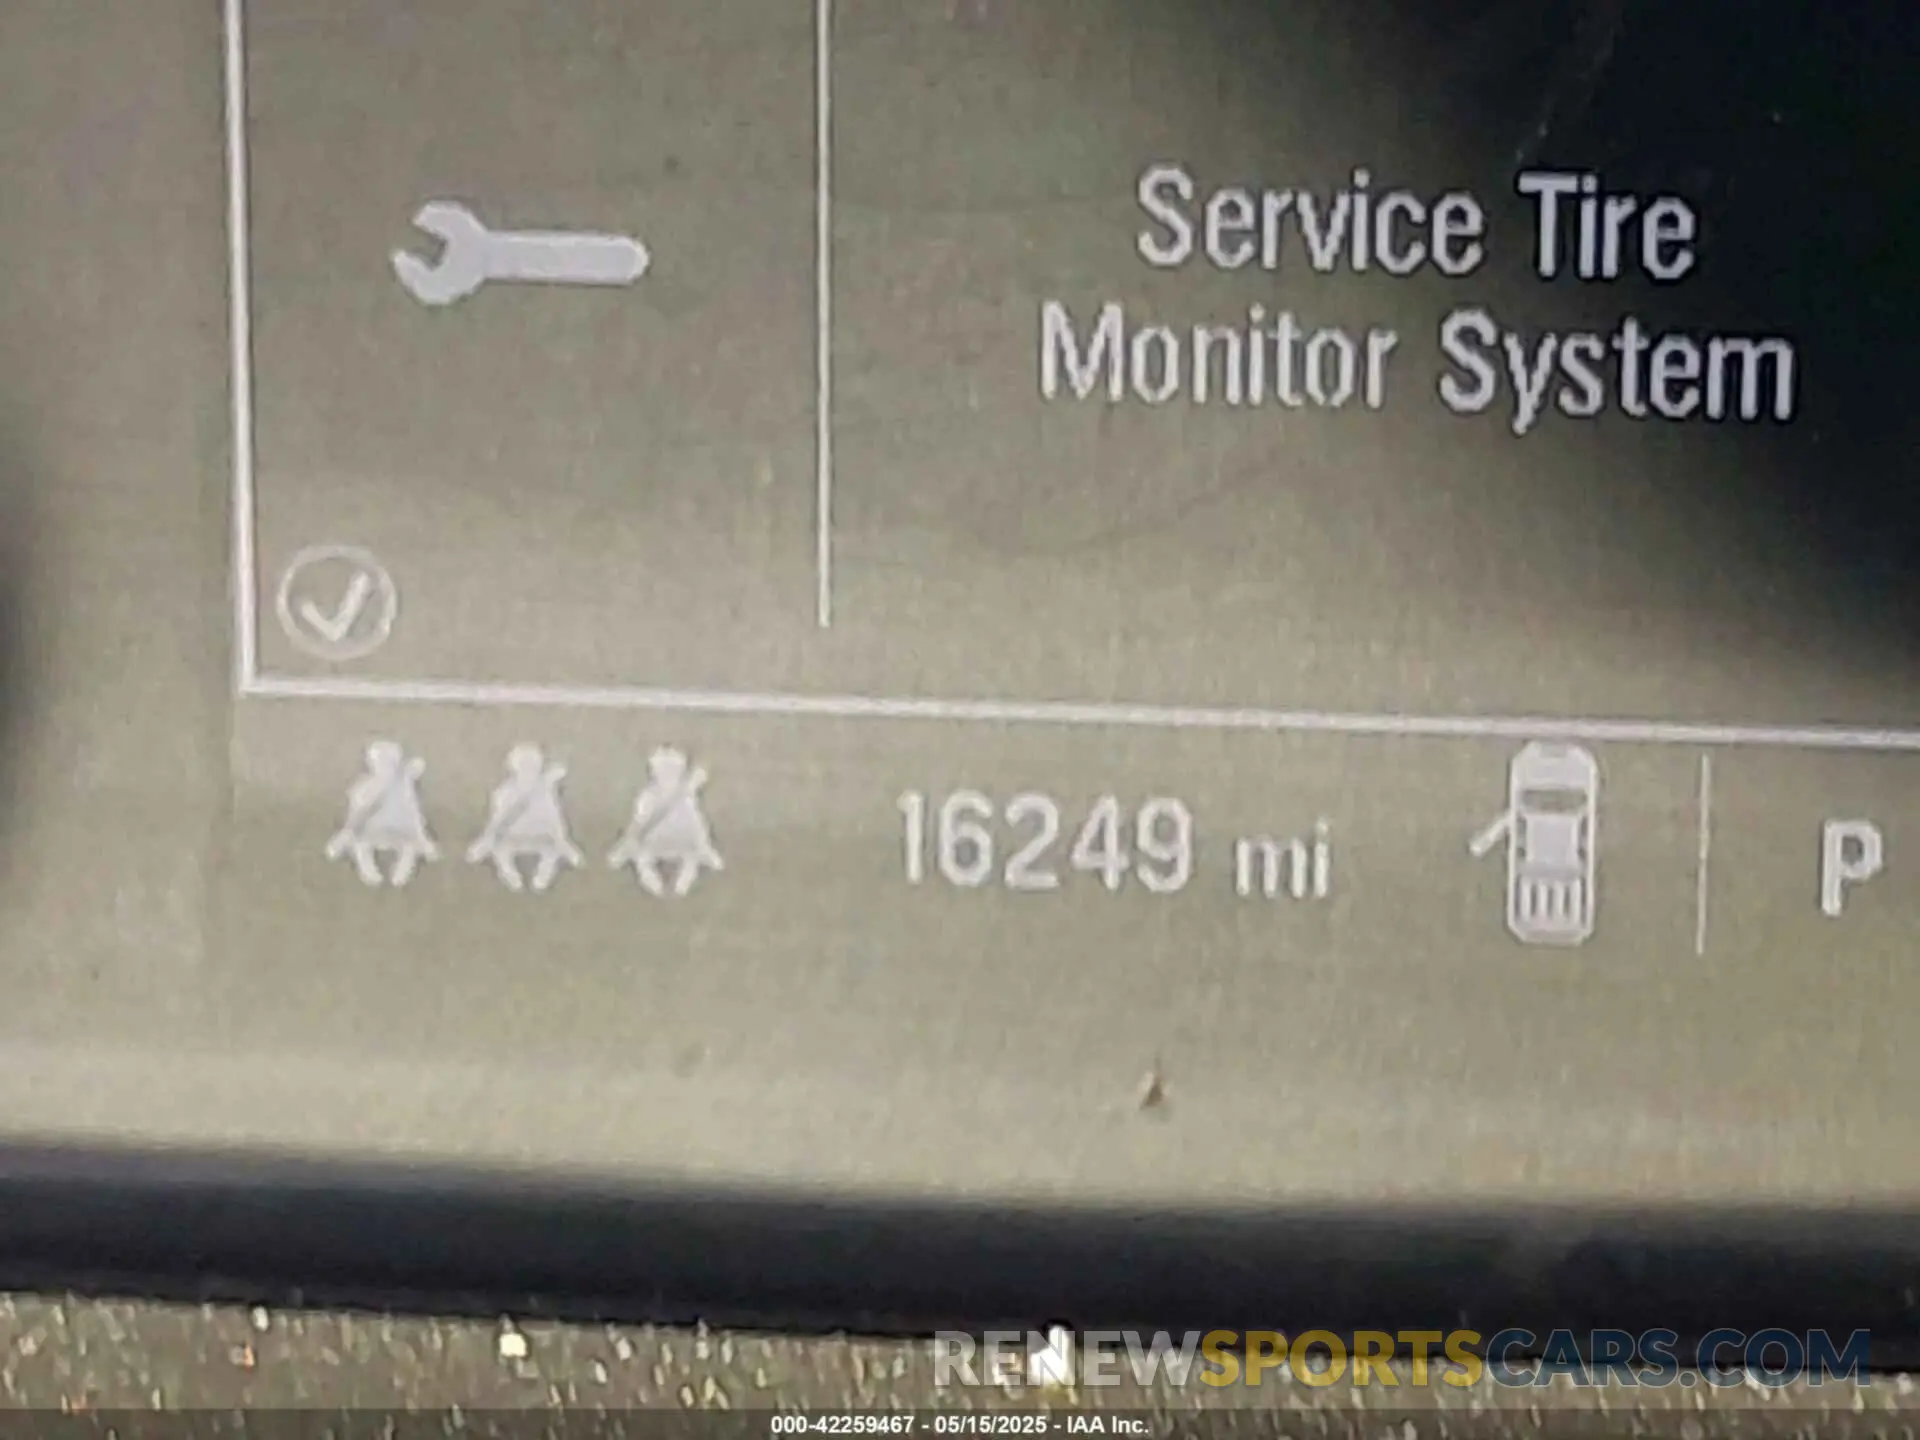 Service Tire
Monitor System
16249 mi
P
RENEWSPORTSCARS.COM
000-42259467 - 05/15/2025 - IAA Inc.